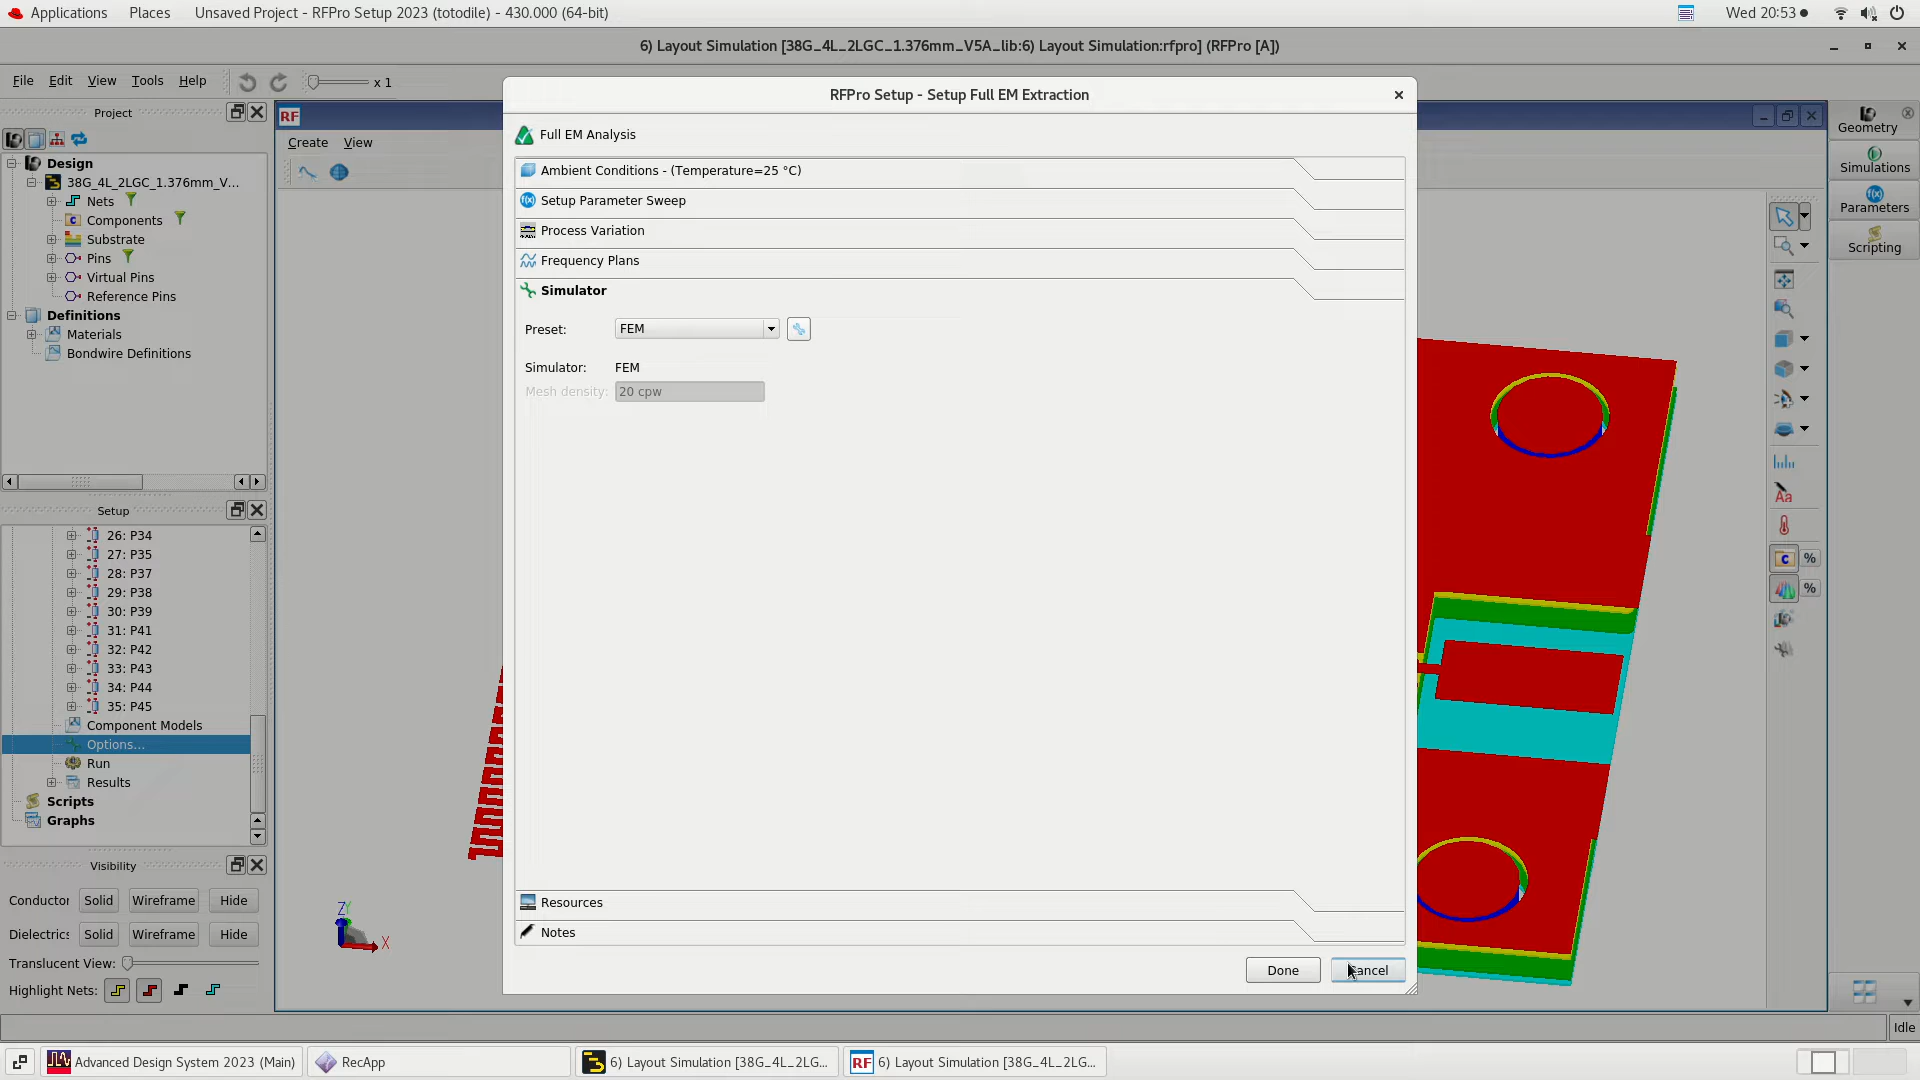 Applications
Places
Unsaved Project - RFPro Setup 2023 (totodile) - 430.000 (64-bit)
Wed 20:53
6) Layout Simulation [38G_4L_2LGC_1.376mm_V5A_lib:6) Layout Simulation:rfpro] (RFPro [A])
File
Edit
View
Tools
Help
x 1
Project
Design
38G_4L_2LGC_1.376mm_V...
Nets
Components
Substrate
Pins
Virtual Pins
Reference Pins
Definitions
Materials
Bondwire Definitions
Setup
26: P34
27: P35
28: P37
29: P38
30: P39
31: P41
32: P42
33: P43
34: P44
35: P45
Component Models
Options...
Run
Results
Scripts
Graphs
Visibility
Conductor
Solid
Wireframe
Hide
Dielectrics
Solid
Wireframe
Hide
Translucent View:
Highlight Nets:
RF
Create
View
Z
Y
X
RFPro Setup - Setup Full EM Extraction
Full EM Analysis
Ambient Conditions - (Temperature=25 °C)
f(x)
Setup Parameter Sweep
Process Variation
Frequency Plans
Simulator
Preset:
FEM
Simulator:
FEM
Mesh density:
20 cpw
Resources
Notes
Done
Cancel
Aa
C
%
%
Geometry
Simulations
f(x)
Parameters
Scripting
Idle
Advanced Design System 2023 (Main)
RecApp
6) Layout Simulation [38G_4L_2LG...
RF
6) Layout Simulation [38G_4L_2LG...